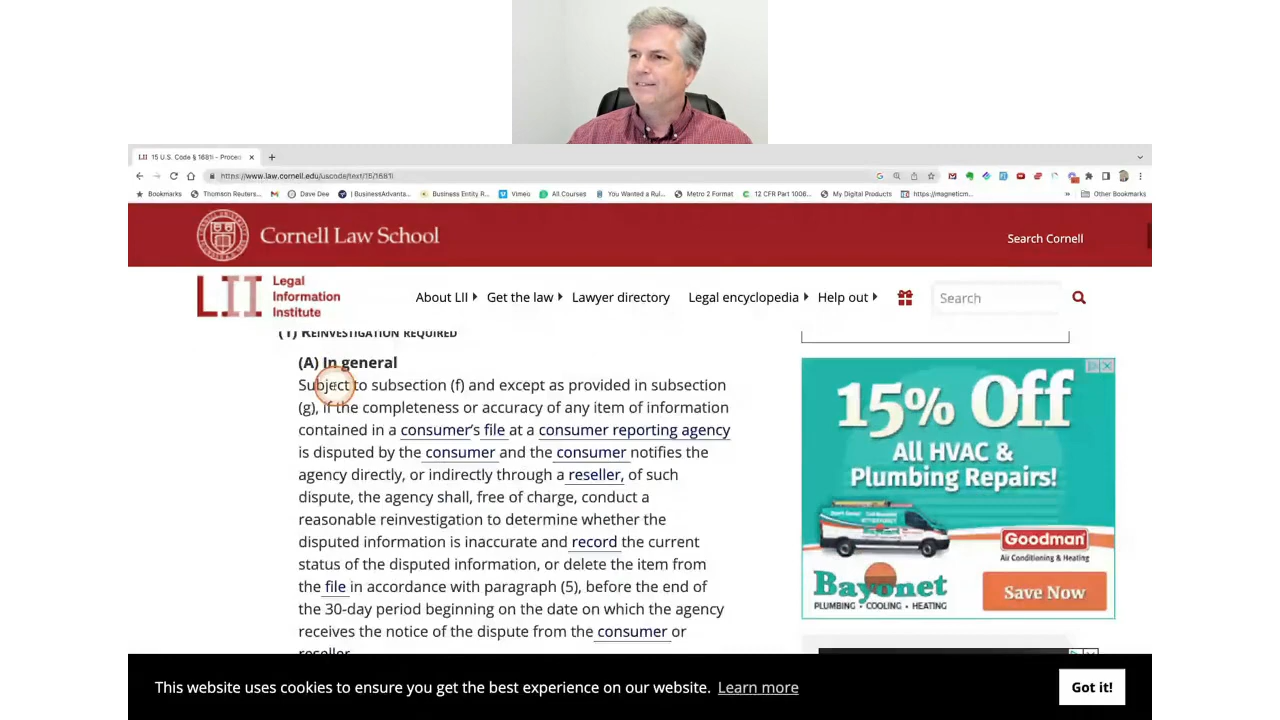 LII 15 U.S. Code § 1681i - Proced
https://www.law.cornell.edu/uscode/text/15/1681i
Bookmarks Thomson Reuters... Dave Dee | BusinessAdvanta... Business Entity R... Vimeo All Courses You Wanted a Rul... Metro 2 Format 12 CFR Part 1006... My Digital Products https://magneticm... » Other Bookmarks
Cornell Law School
Search Cornell
LII Legal
Information
Institute
About LII Get the law Lawyer directory Legal encyclopedia Help out Search
(1) REINVESTIGATION REQUIRED
(A) In general
Subject to subsection (f) and except as provided in subsection
(g), if the completeness or accuracy of any item of information
contained in a consumer's file at a consumer reporting agency
is disputed by the consumer and the consumer notifies the
agency directly, or indirectly through a reseller, of such
dispute, the agency shall, free of charge, conduct a
reasonable reinvestigation to determine whether the
disputed information is inaccurate and record the current
status of the disputed information, or delete the item from
the file in accordance with paragraph (5), before the end of
the 30-day period beginning on the date on which the agency
receives the notice of the dispute from the consumer or
reseller.
15% Off
All HVAC &
Plumbing Repairs!
Goodman
Air Conditioning & Heating
Bayonet
PLUMBING • COOLING • HEATING
Save Now
This website uses cookies to ensure you get the best experience on our website. Learn more
Got it!